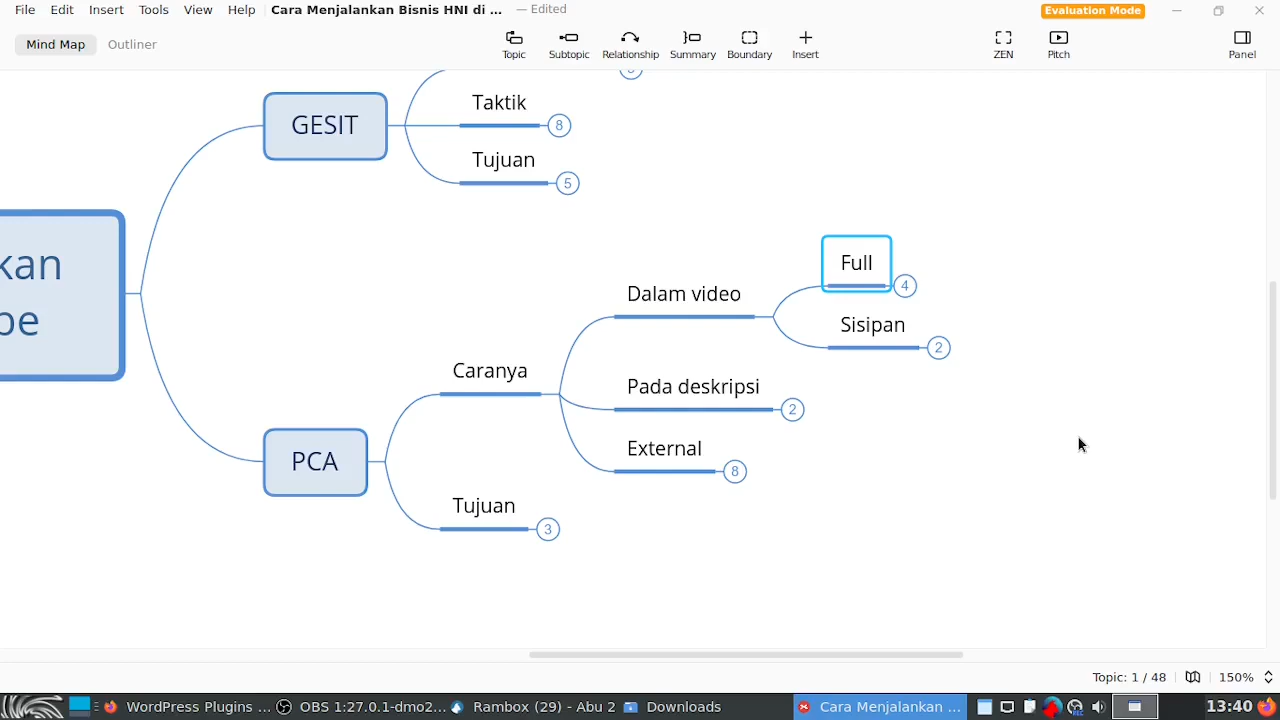 File Edit Insert Tools View Help Cara Menjalankan Bisnis HNI di ... — Edited Evaluation Mode
Mind Map Outliner Topic Subtopic Relationship Summary Boundary Insert ZEN Pitch Panel
Taktik 8
GESIT
Tujuan 5
kan
be
Full 4
Dalam video
Sisipan 2
Caranya
Pada deskripsi 2
External 8
PCA
Tujuan 3
Topic: 1 / 48 150%
WordPress Plugins ... OBS 1:27.0.1-dmo2... Rambox (29) - Abu 2 Downloads Cara Menjalankan ... 13:40